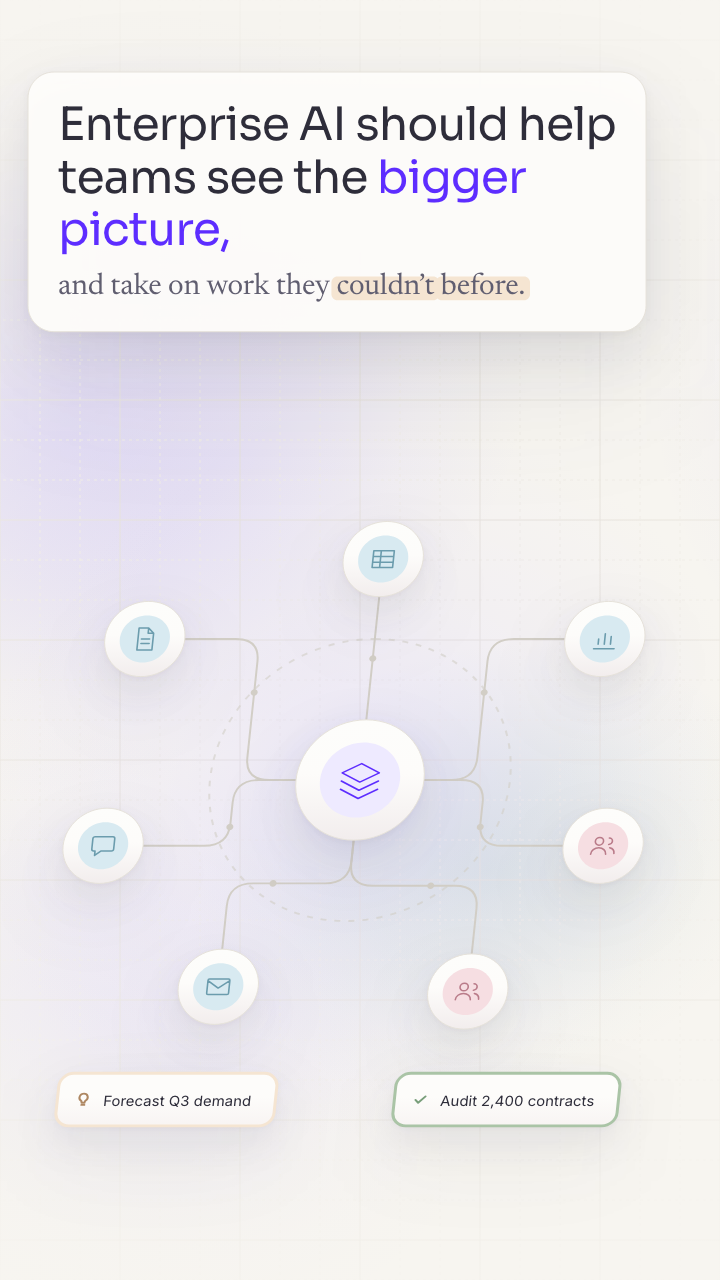 Enterprise AI should help
teams see the bigger
picture,
and take on work they couldn’t before.
Forecast Q3 demand
Audit 2,400 contracts